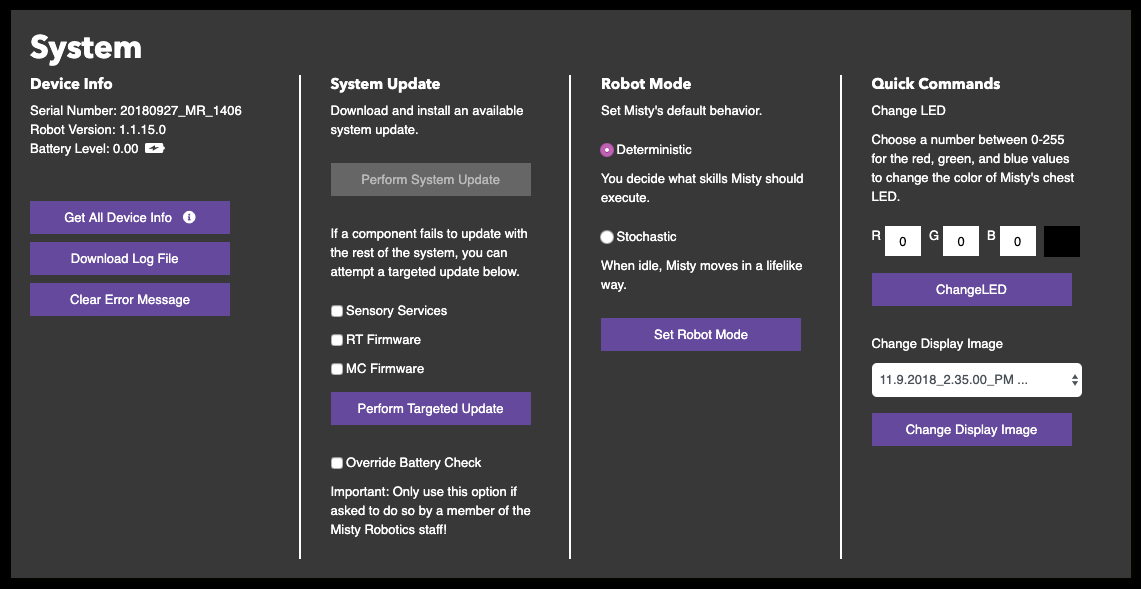 System
Device Info
Serial Number: 20180927_MR_1406
Robot Version: 1.1.15.0
Battery Level: 0.00
Get All Device Info
Download Log File
Clear Error Message
System Update
Download and install an available
system update.
Perform System Update
If a component fails to update with
the rest of the system, you can
attempt a targeted update below.
Sensory Services
RT Firmware
MC Firmware
Perform Targeted Update
Override Battery Check
Important: Only use this option if
asked to do so by a member of the
Misty Robotics staff!
Robot Mode
Set Misty's default behavior.
Deterministic
You decide what skills Misty should
execute.
Stochastic
When idle, Misty moves in a lifelike
way.
Set Robot Mode
Quick Commands
Change LED
Choose a number between 0-255
for the red, green, and blue values
to change the color of Misty's chest
LED.
R 0 G 0 B 0
ChangeLED
Change Display Image
11.9.2018_2.35.00_PM ...
Change Display Image